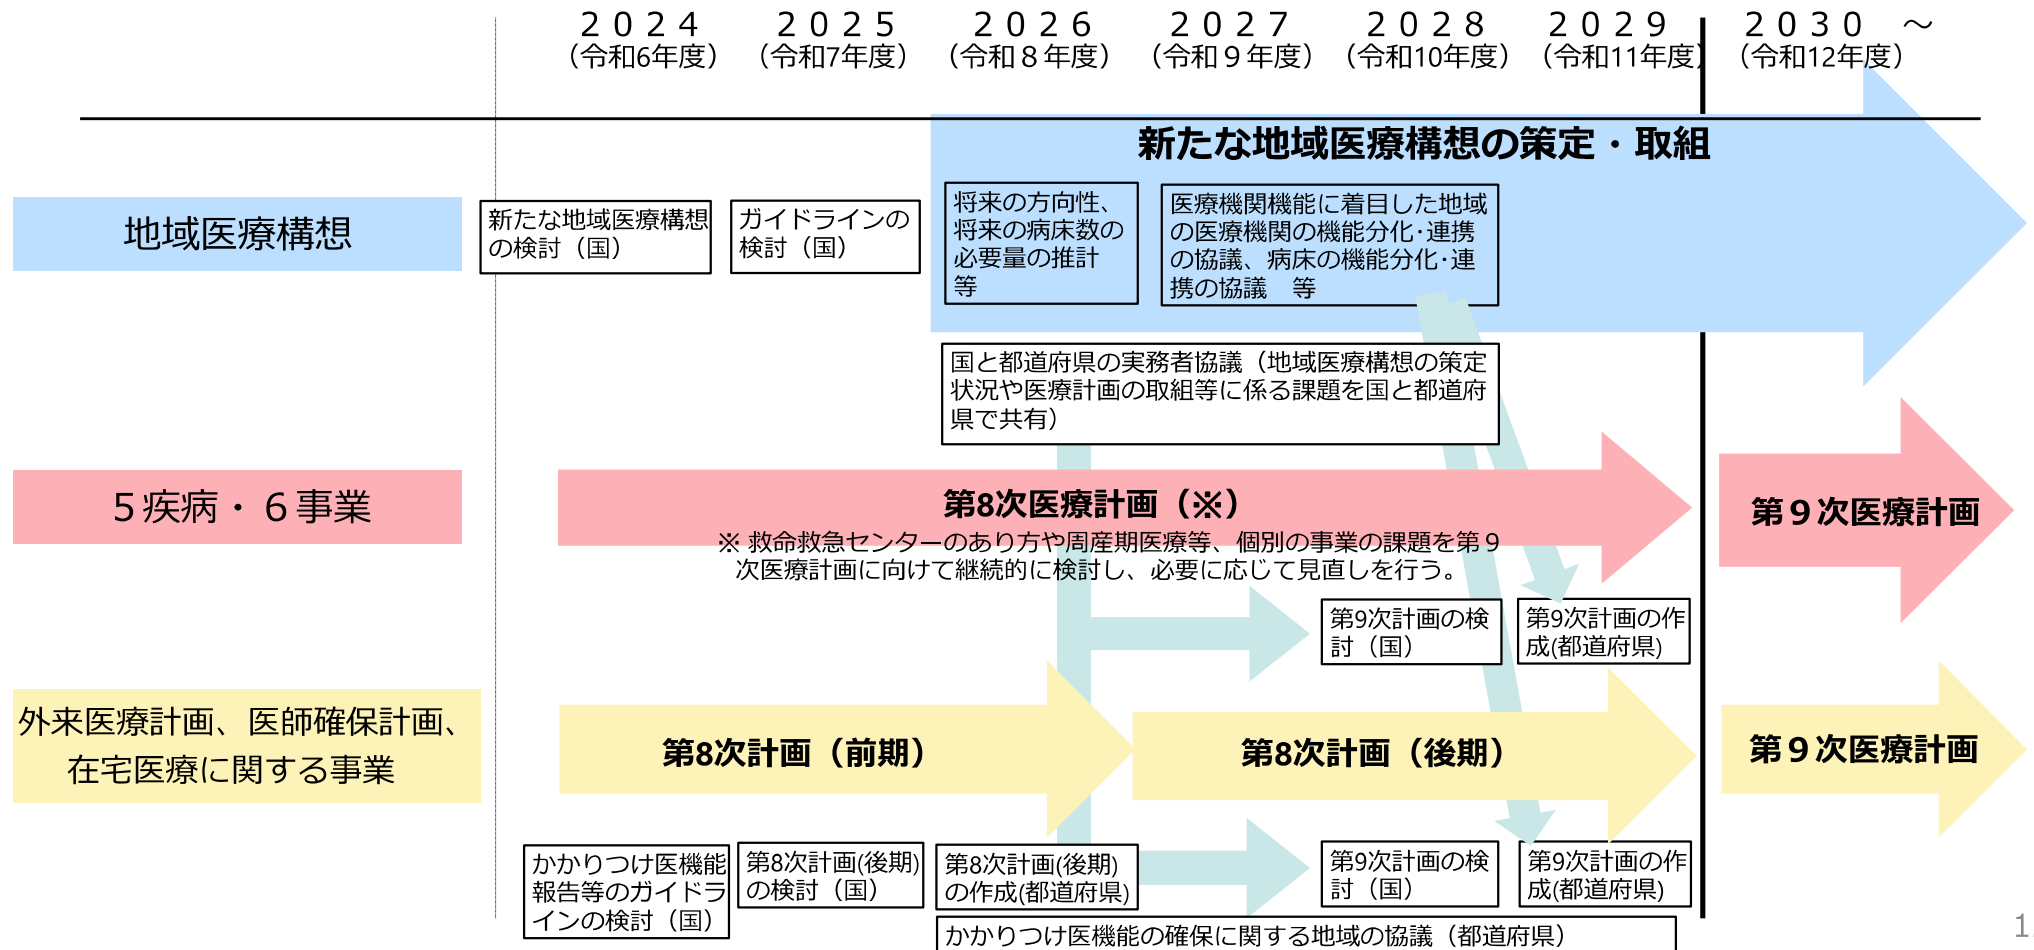 ２０２４
２０２５
２０２６
２０２７
２０２８
２０２９
２０３０　～
（令和6年度）
（令和7年度）
（令和８年度）
（令和９年度）
（令和10年度）
（令和11年度）
（令和12年度）
新たな地域医療構想の策定・取組
地域医療構想
新たな地域医療構想
の検討（国）
ガイドラインの
検討（国）
将来の方向性、
将来の病床数の
必要量の推計
等
医療機関機能に着目した地域
の医療機関の機能分化･連携
の協議、病床の機能分化･連
携の協議　等
国と都道府県の実務者協議（地域医療構想の策定
状況や医療計画の取組等に係る課題を国と都道府
県で共有）
５疾病・６事業
第8次医療計画（※）
※ 救命救急センターのあり方や周産期医療等、個別の事業の課題を第９
次医療計画に向けて継続的に検討し、必要に応じて見直しを行う。
第９次医療計画
第9次計画の検
討（国）
第9次計画の作
成(都道府県)
外来医療計画、医師確保計画、
在宅医療に関する事業
第8次計画（前期）
第8次計画（後期）
第９次医療計画
かかりつけ医機能
報告等のガイドラ
インの検討（国）
第8次計画(後期)
の検討（国）
第8次計画(後期)
の作成(都道府県)
第9次計画の検
討（国）
第9次計画の作
成(都道府県)
かかりつけ医機能の確保に関する地域の協議（都道府県）
1